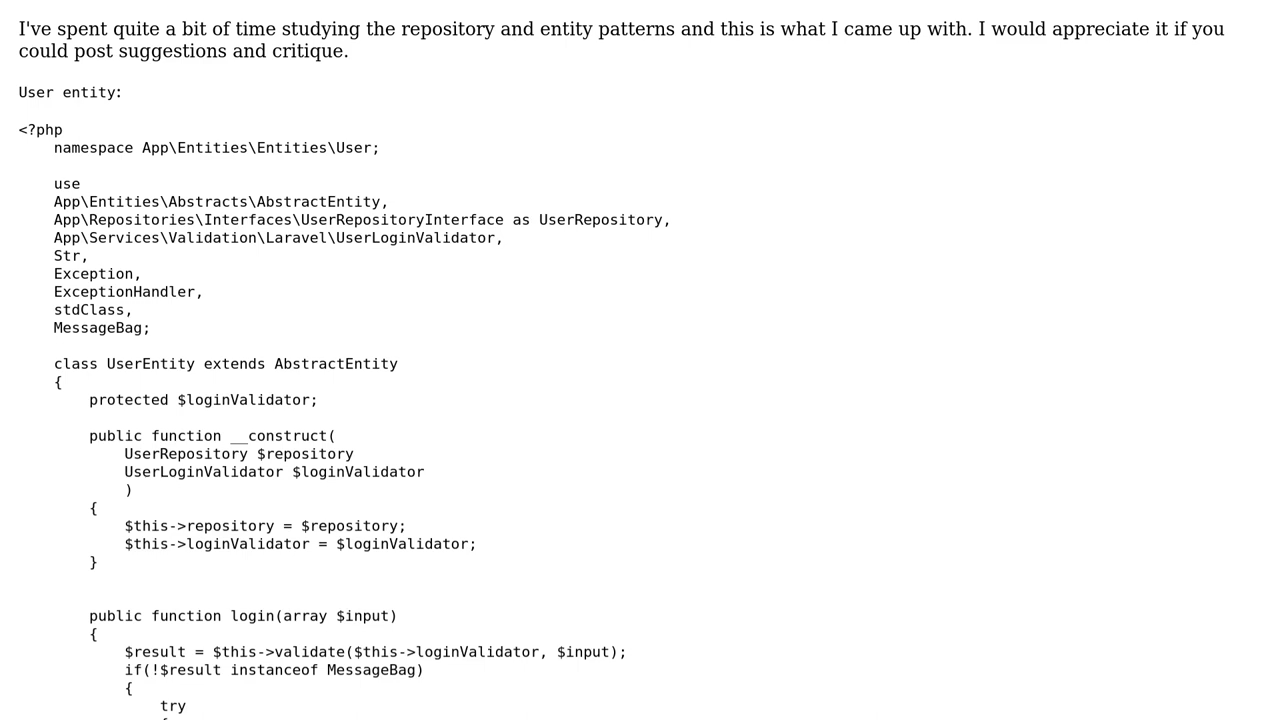 I've spent quite a bit of time studying the repository and entity patterns and this is what I came up with. I would appreciate it if you
could post suggestions and critique.
User entity:
<?php
    namespace App\Entities\Entities\User;
    use
    App\Entities\Abstracts\AbstractEntity,
    App\Repositories\Interfaces\UserRepositoryInterface as UserRepository,
    App\Services\Validation\Laravel\UserLoginValidator,
    Str,
    Exception,
    ExceptionHandler,
    stdClass,
    MessageBag;
    class UserEntity extends AbstractEntity
    {
        protected $loginValidator;
        public function __construct(
            UserRepository $repository
            UserLoginValidator $loginValidator
            )
        {
            $this->repository = $repository;
            $this->loginValidator = $loginValidator;
        }
        public function login(array $input)
        {
            $result = $this->validate($this->loginValidator, $input);
            if(!$result instanceof MessageBag)
            {
                try